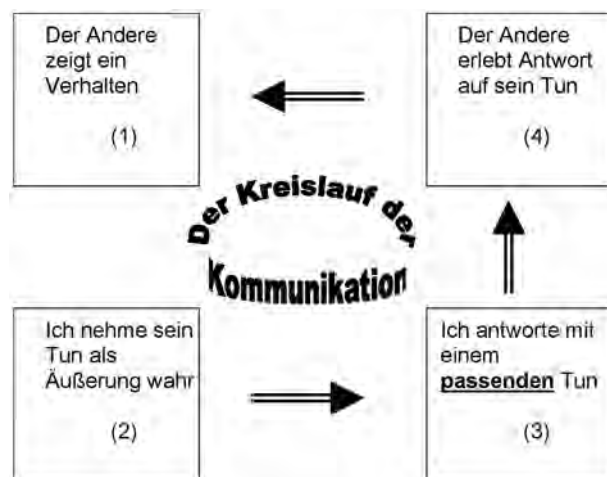 Der Andere
zeigt ein
Verhalten
(1)
Der Andere
erlebt Antwort
auf sein Tun
(4)
Der Kreislauf der
Kommunikation
Ich nehme sein
Tun als
Äußerung wahr
(2)
Ich antworte mit
einem
passenden Tun
(3)